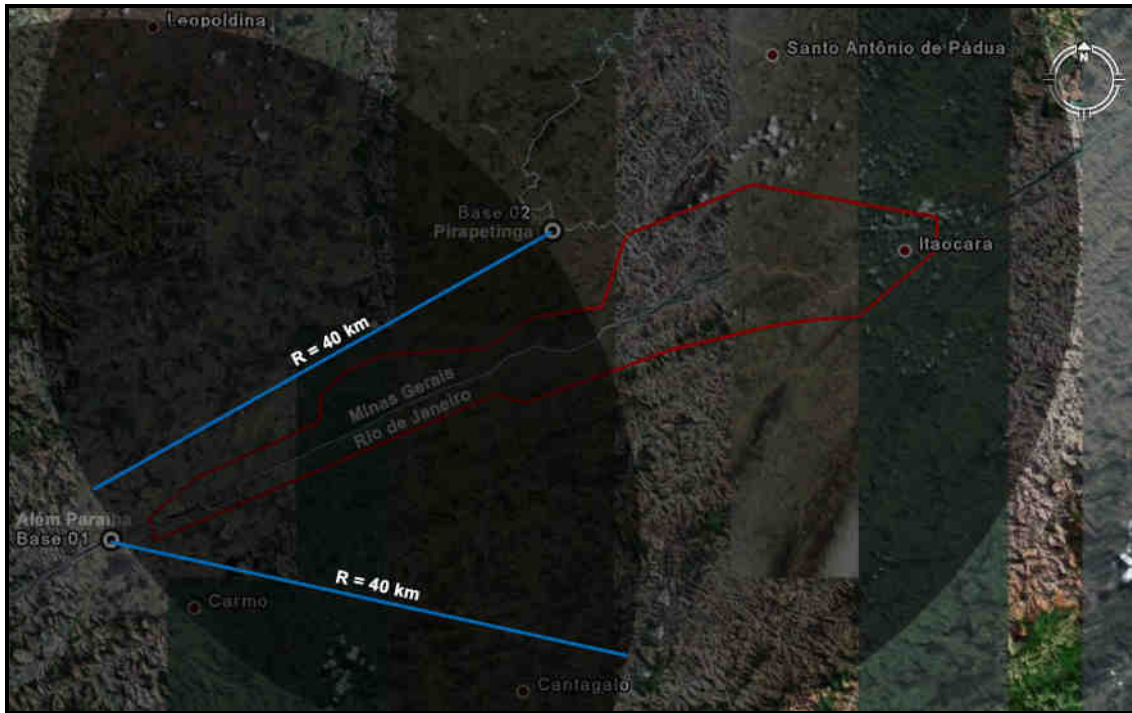 Leopoldina
Santo Antônio de Pádua
N
Base 02
Pirapetinga
Itaocara
R = 40 km
Minas Gerais
Rio de Janeiro
Além Paraíba
Base 01
R = 40 km
Carmo
Cantagalo